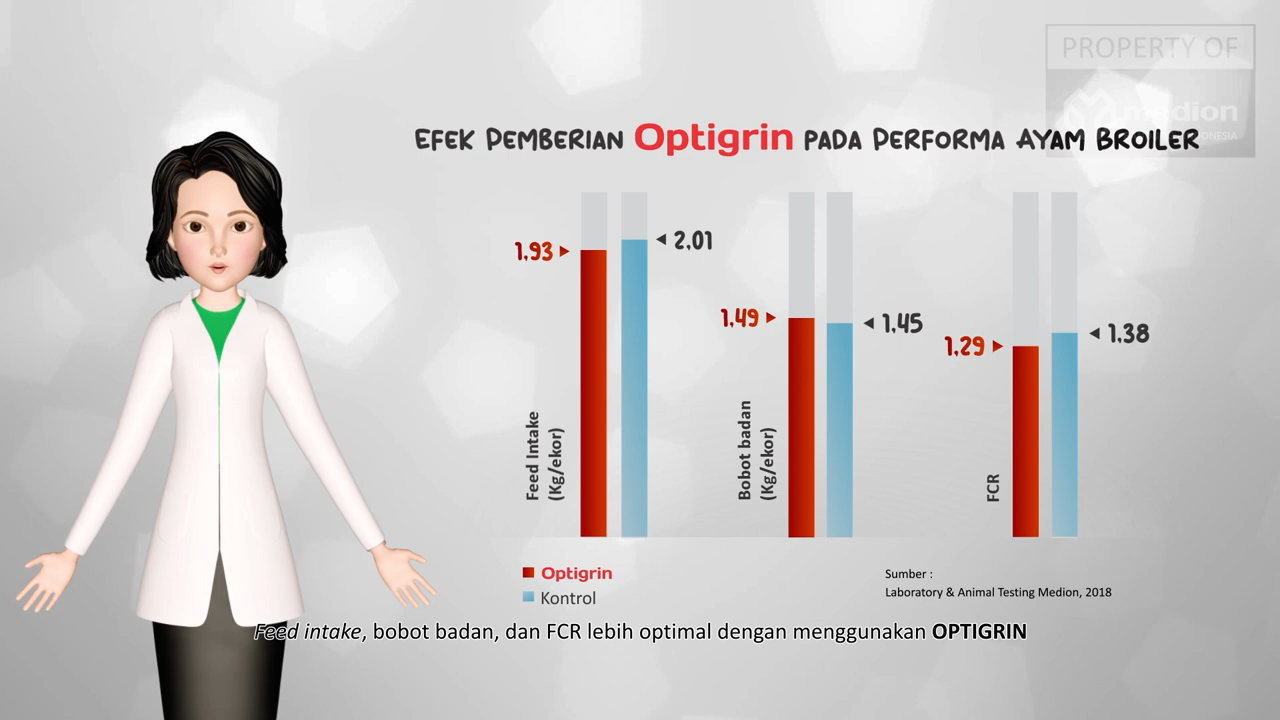 PROPERTY OF
medion
EFEK PEMBERIAN Optigrin PADA PERFORMA AYAM BROILER
1,93
2,01
1,49
1,45
1,29
1,38
Feed Intake
(Kg/ekor)
Bobot badan
(Kg/ekor)
FCR
Optigrin
Kontrol
Sumber :
Laboratory & Animal Testing Medion, 2018
Feed intake, bobot badan, dan FCR lebih optimal dengan menggunakan OPTIGRIN